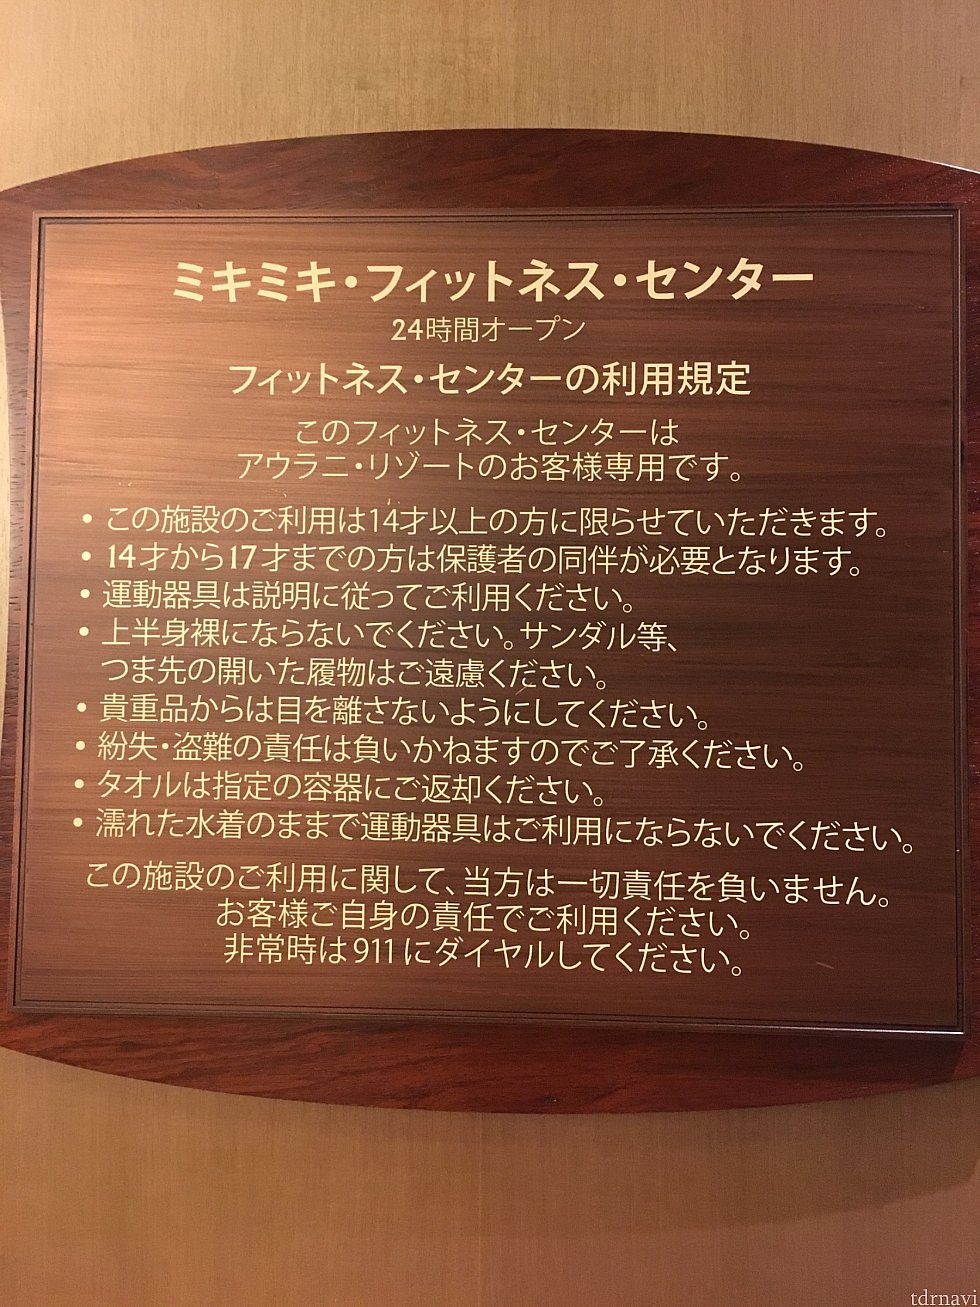 ミキミキ・フィットネス・センター
24時間オープン
フィットネス・センターの利用規定
このフィットネス・センターは
アウラニ・リゾートのお客様専用です。
• この施設のご利用は14才以上の方に限らせていただきます。
• 14才から17才までの方は保護者の同伴が必要となります。
• 運動器具は説明に従ってご利用ください。
• 上半身裸にならないでください。サンダル等、
つま先の開いた履物はご遠慮ください。
• 貴重品からは目を離さないようにしてください。
• 紛失・盗難の責任は負いかねますのでご了承ください。
• タオルは指定の容器にご返却ください。
• 濡れた水着のままで運動器具はご利用にならないでください。
この施設のご利用に関して、当方は一切責任を負いません。
お客様ご自身の責任でご利用ください。
非常時は911にダイヤルしてください。
tdrnavi